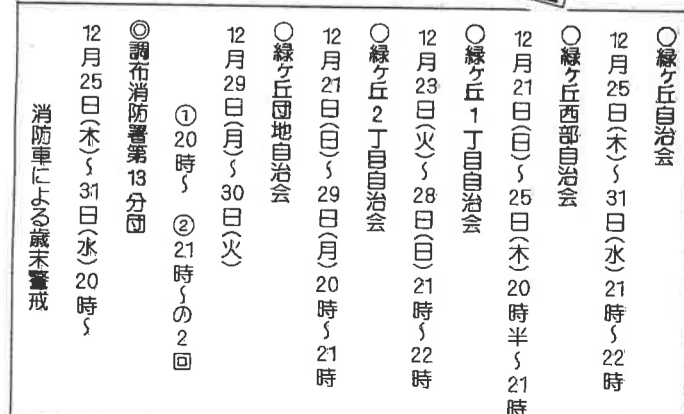 ○緑ヶ丘自治会
12月25日(木)～31日(水)21時～22時
○緑ヶ丘西部自治会
12月21日(日)～25日(木)20時半～21時
○緑ヶ丘1丁目自治会
12月23日(火)～28日(日)21時～22時
○緑ヶ丘2丁目自治会
12月21日(日)～29日(月)20時～21時
○緑ヶ丘団地自治会
12月29日(月)～30日(火)
①20時～ ②21時～の2回
◎調布消防署第13分団
12月25日(木)～31日(水)20時～
消防車による歳末警戒